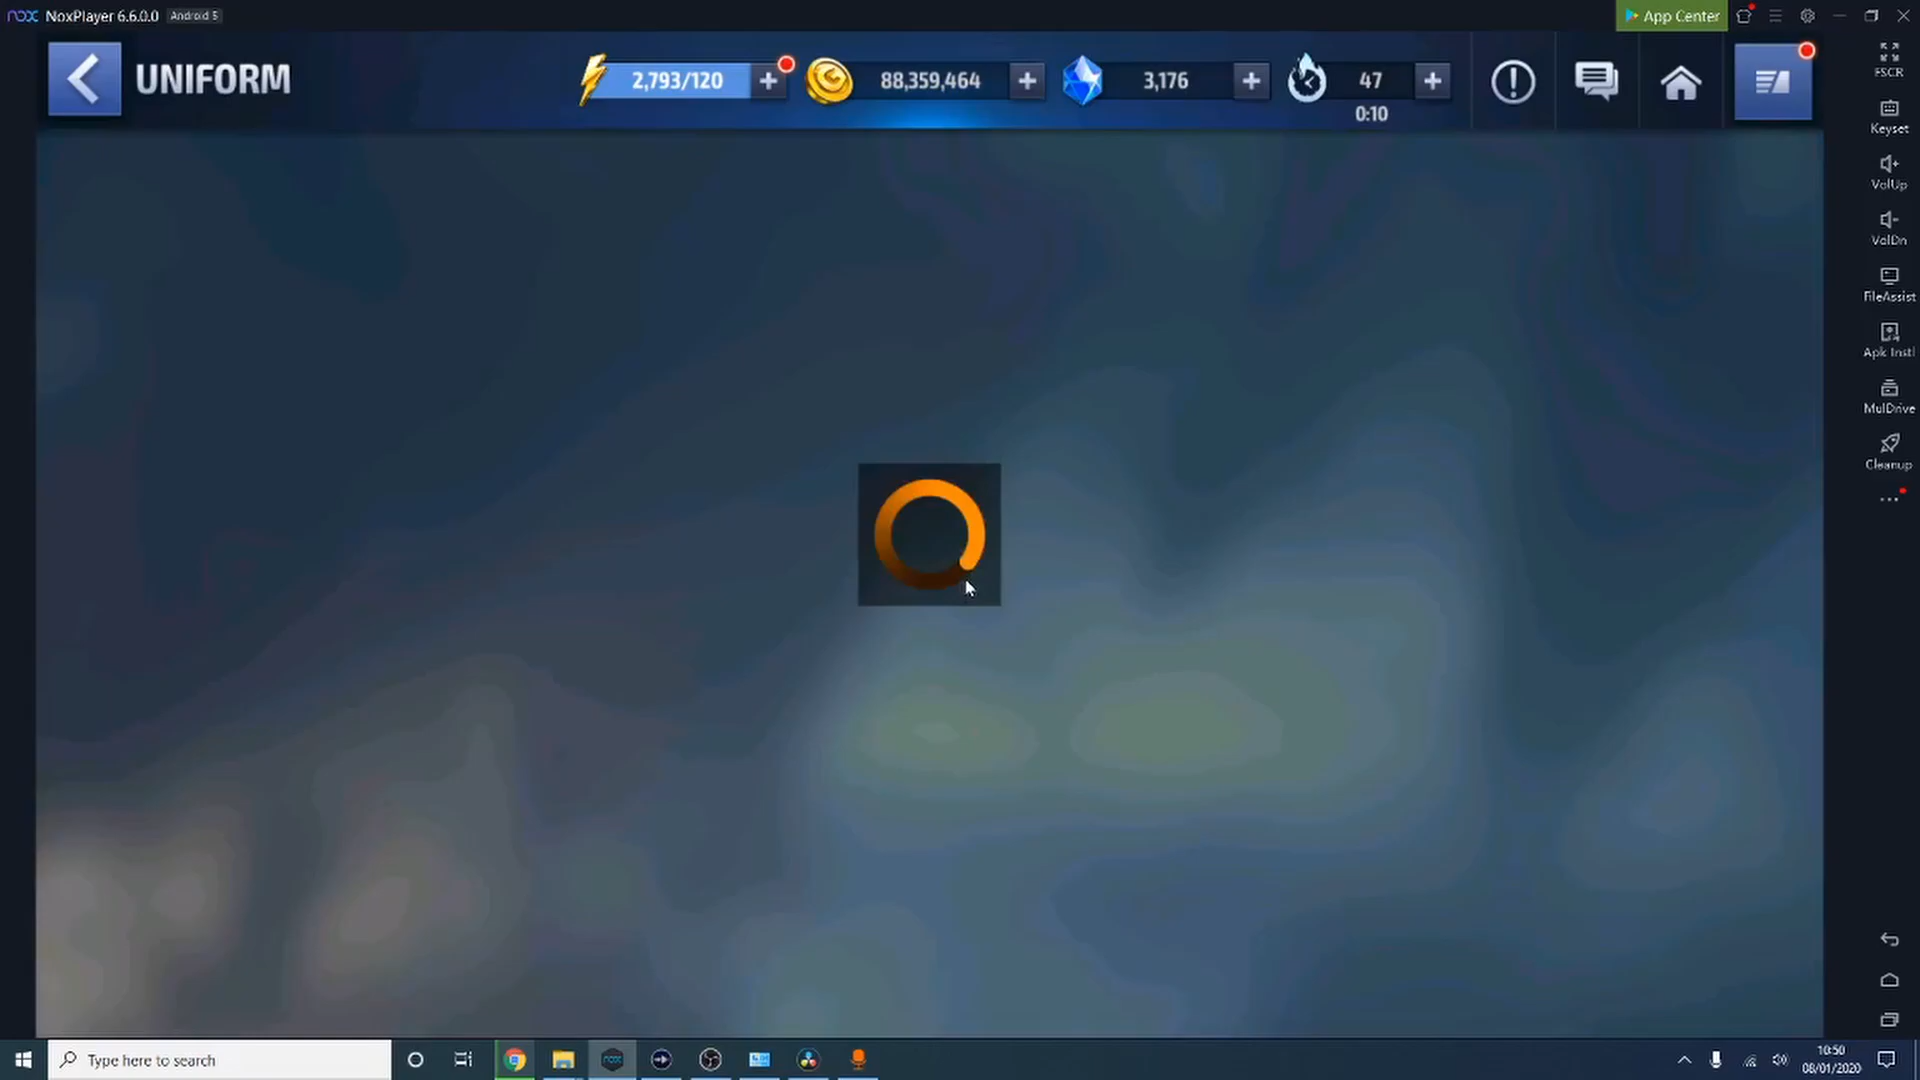 nox NoxPlayer 6.6.0.0 Android 5
App Center
UNIFORM
2,793/120
88,359,464
3,176
47
0:10
FSCR
Keyset
VolUp
VolDn
FileAssist
Apk Instl
MulDrive
Cleanup
Type here to search
nox
10:50
08/01/2020